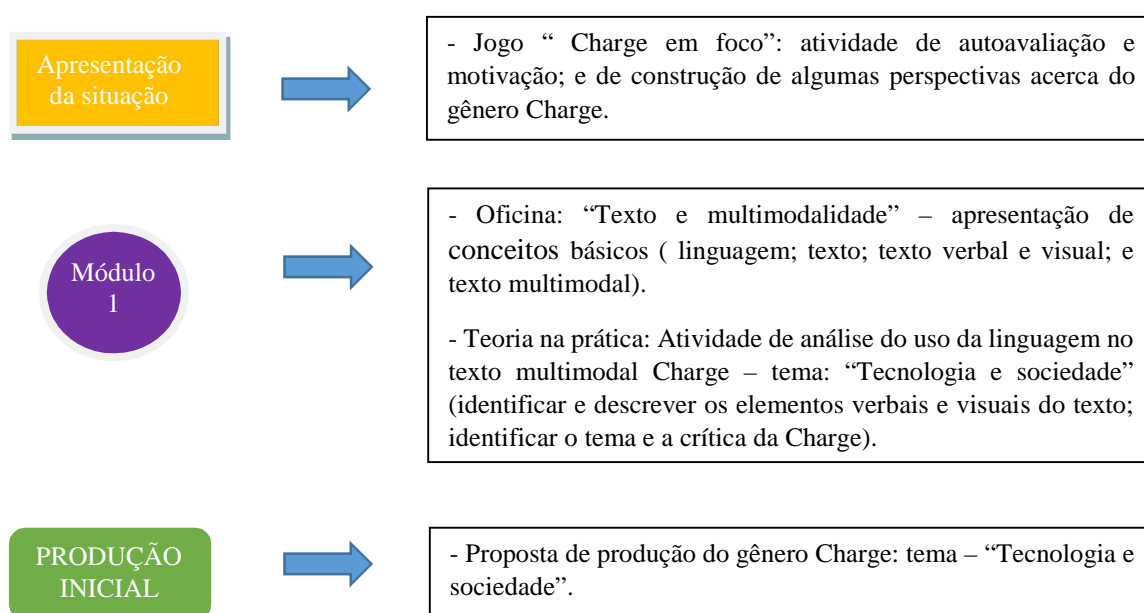 Apresentação
da situação
- Jogo “ Charge em foco”: atividade de autoavaliação e
motivação; e de construção de algumas perspectivas acerca do
gênero Charge.
Módulo
1
- Oficina: “Texto e multimodalidade” – apresentação de
conceitos básicos ( linguagem; texto; texto verbal e visual; e
texto multimodal).
- Teoria na prática: Atividade de análise do uso da linguagem no
texto multimodal Charge – tema: “Tecnologia e sociedade”
(identificar e descrever os elementos verbais e visuais do texto;
identificar o tema e a crítica da Charge).
PRODUÇÃO
INICIAL
- Proposta de produção do gênero Charge: tema – “Tecnologia e
sociedade”.